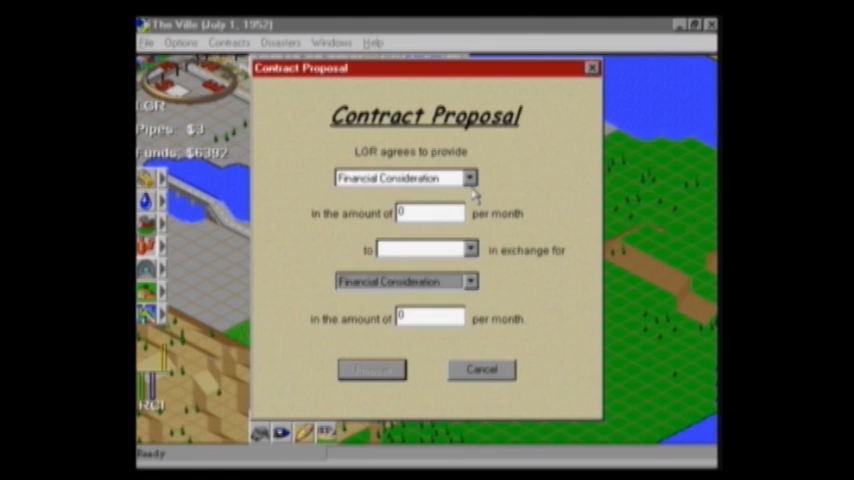 The Ville (July 1, 1952)
File Options Contracts Disasters Windows Help
Contract Proposal
Contract Proposal
LGR
LGR agrees to provide
Pipes: $3
Funds: $6392
Financial Consideration
in the amount of 0 per month
to in exchange for
Financial Consideration
in the amount of 0 per month.
Cancel
RCI
Ready